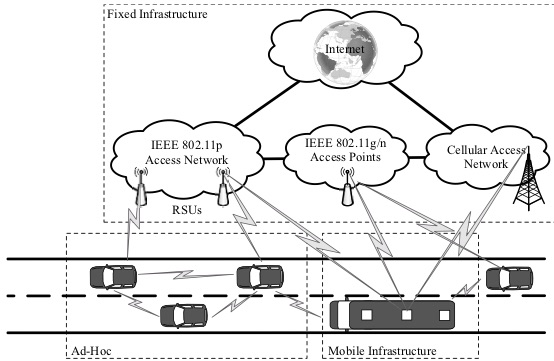 Fixed Infrastructure
Internet
IEEE 802.11p
Access Network
IEEE 802.11g/n
Access Points
Cellular Access
Network
RSUs
Ad-Hoc
Mobile Infrastructure